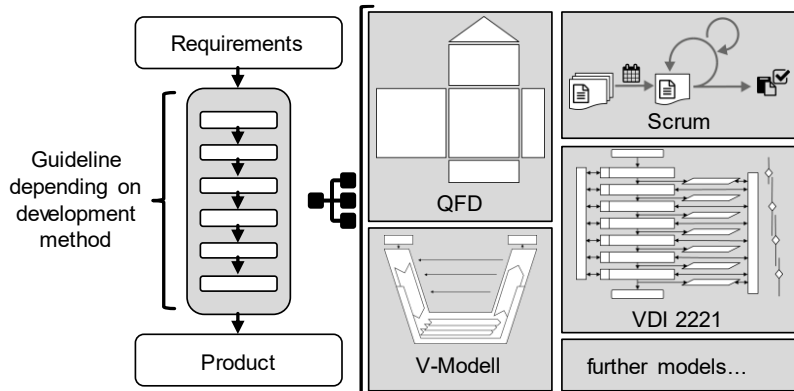 Requirements
Guideline
depending on
development
method
Product
QFD
Scrum
V-Modell
VDI 2221
further models...